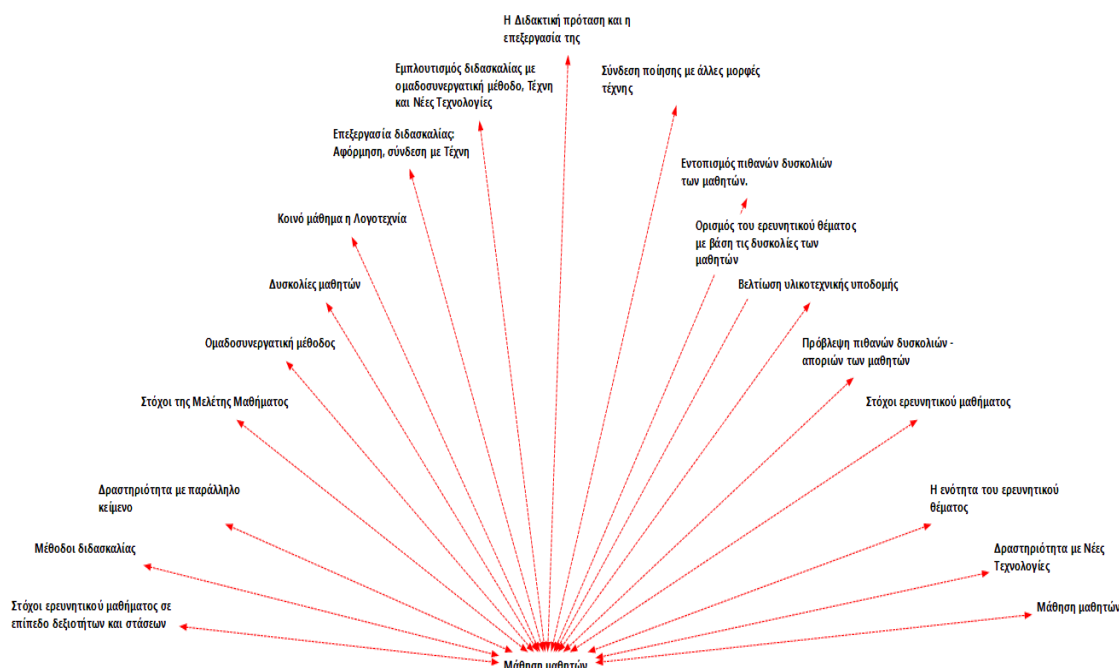 Η Διδακτική πρόταση και η
επεξεργασία της
Εμπλουτισμός διδασκαλίας με
ομαδοσυνεργατική μέθοδο, Τέχνη
και Νέες Τεχνολογίες
Σύνδεση ποίησης με άλλες μορφές
τέχνης
Επεξεργασία διδασκαλίας:
Αφόρμηση, σύνδεση με Τέχνη
Εντοπισμός πιθανών δυσκολιών
των μαθητών.
Κοινό μάθημα η Λογοτεχνία
Ορισμός του ερευνητικού θέματος
με βάση τις δυσκολίες των
μαθητών
Δυσκολίες μαθητών
Βελτίωση υλικοτεχνικής υποδομής
Ομαδοσυνεργατική μέθοδος
Πρόβλεψη πιθανών δυσκολιών -
αποριών των μαθητών
Στόχοι της Μελέτης Μαθήματος
Στόχοι ερευνητικού μαθήματος
Δραστηριότητα με παράλληλο
κείμενο
Η ενότητα του ερευνητικού
θέματος
Μέθοδοι διδασκαλίας
Δραστηριότητα με Νέες
Τεχνολογίες
Στόχοι ερευνητικού μαθήματος σε
επίπεδο δεξιοτήτων και στάσεων
Μάθηση μαθητών
Μάθηση μαθητών